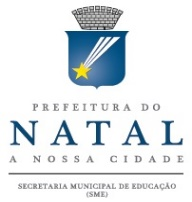 PREFEITURA DO
NATAL
A NOSSA CIDADE
SECRETARIA MUNICIPAL DE EDUCAÇÃO
(SME)